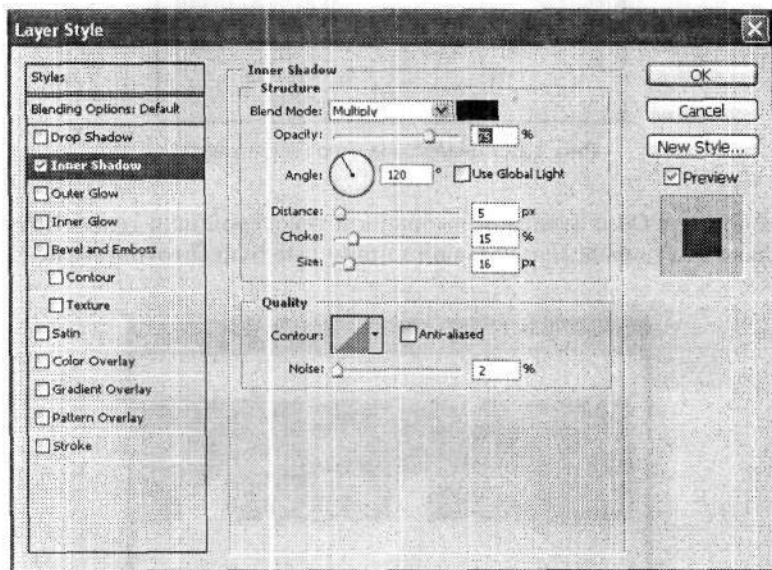 Layer Style
Styles
Blending Options: Default
Drop Shadow
Inner Shadow
Outer Glow
Inner Glow
Bevel and Emboss
Contour
Texture
Satin
Color Overlay
Gradient Overlay
Pattern Overlay
Stroke
Inner Shadow
Structure
Blend Mode: Multiply
Opacity: %
Angle: 120 ° Use Global Light
Distance: 5 px
Choke: 15 %
Size: 16 px
Quality
Contour: Anti-aliased
Noise: 2 %
OK
Cancel
New Style...
Preview